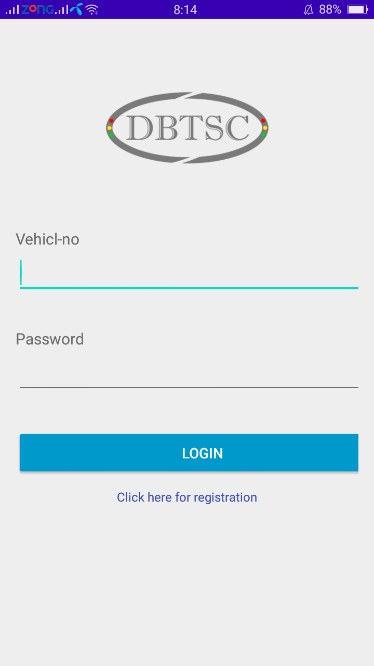 ZONG
8:14
88%
DBTSC
Vehicl-no
Password
LOGIN
Click here for registration